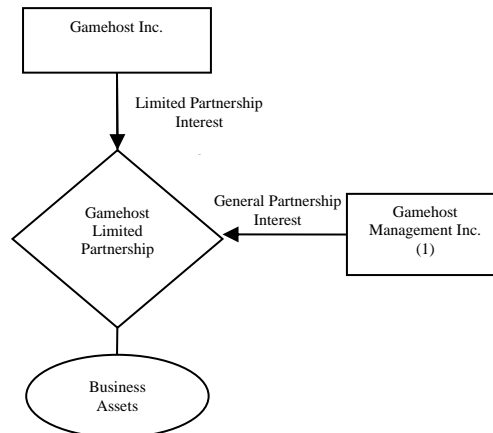 Gamehost Inc.
Limited Partnership
Interest
General Partnership
Interest
Gamehost
Limited
Partnership
Gamehost
Management Inc.
(1)
Business
Assets